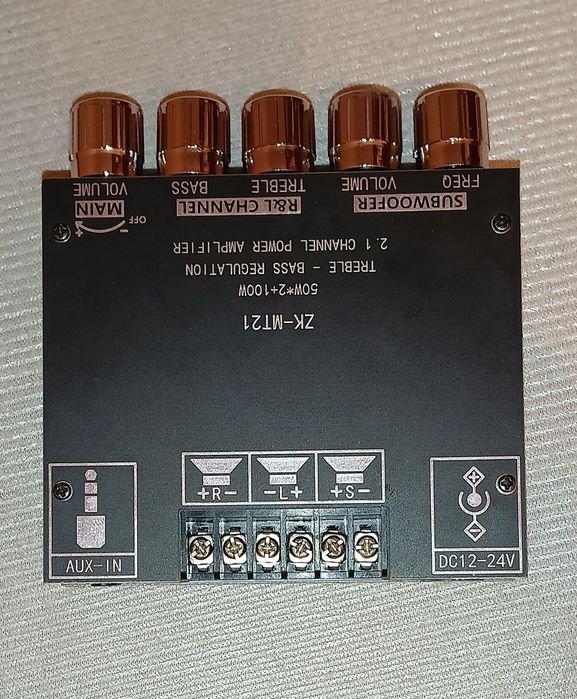 FREQ VOLUME TREBLE BASS VOLUME
SUBWOOFER R&L CHANNEL MAIN
OFF - +
2.1 CHANNEL POWER AMPLIFIER
TREBLE - BASS REGULATION
50W*2+100W
ZK-MT21
+R- -L+ +S-
AUX-IN DC12-24V